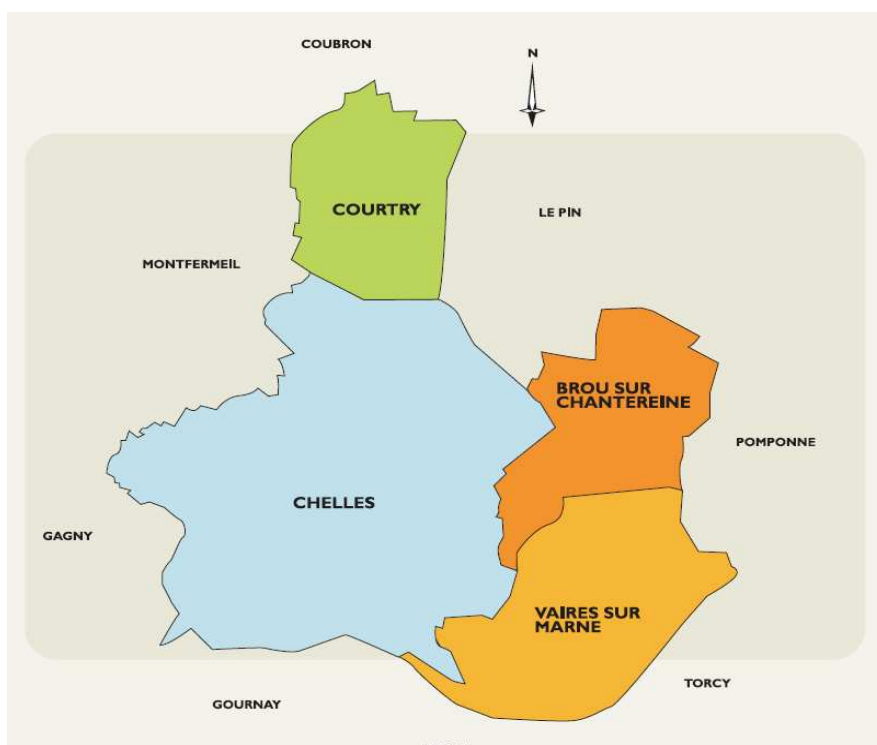 COUBRON
N
COURTRY
LE PIN
MONTFERMEIL
BROU SUR
CHANTEREINE
POMPONNE
CHELLES
GAGNY
VAIRES SUR
MARNE
TORCY
GOURNAY